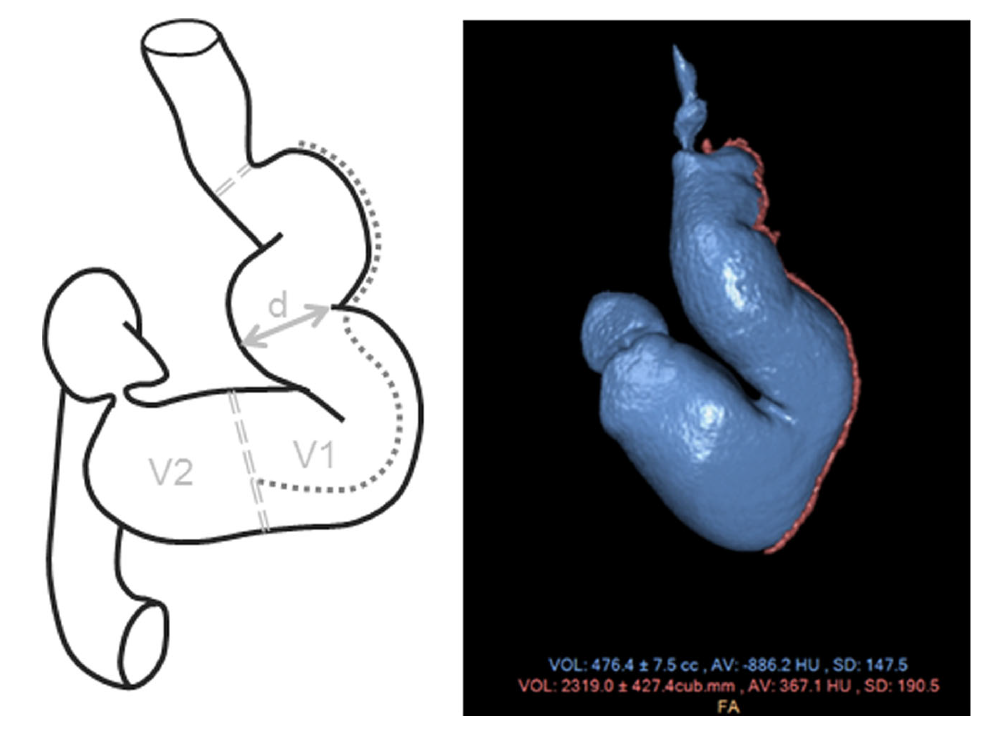 d
V1
V2
VOL: 476.4 ± 7.5 cc , AV: -886.2 HU , SD: 147.5
VOL: 2319.0 ± 427.4cub.mm , AV: 367.1 HU , SD: 190.5
FA